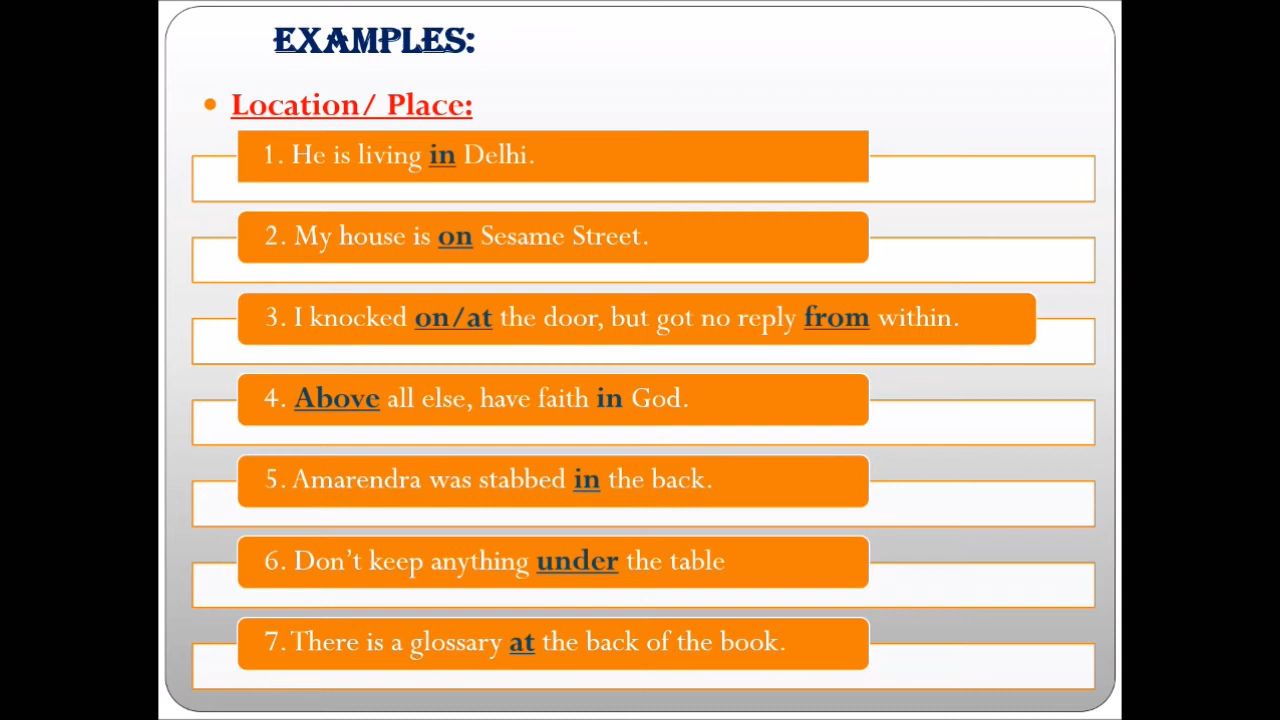 EXAMPLES:
• Location/ Place:
1. He is living in Delhi.
2. My house is on Sesame Street.
3. I knocked on/at the door, but got no reply from within.
4. Above all else, have faith in God.
5. Amarendra was stabbed in the back.
6. Don’t keep anything under the table
7. There is a glossary at the back of the book.